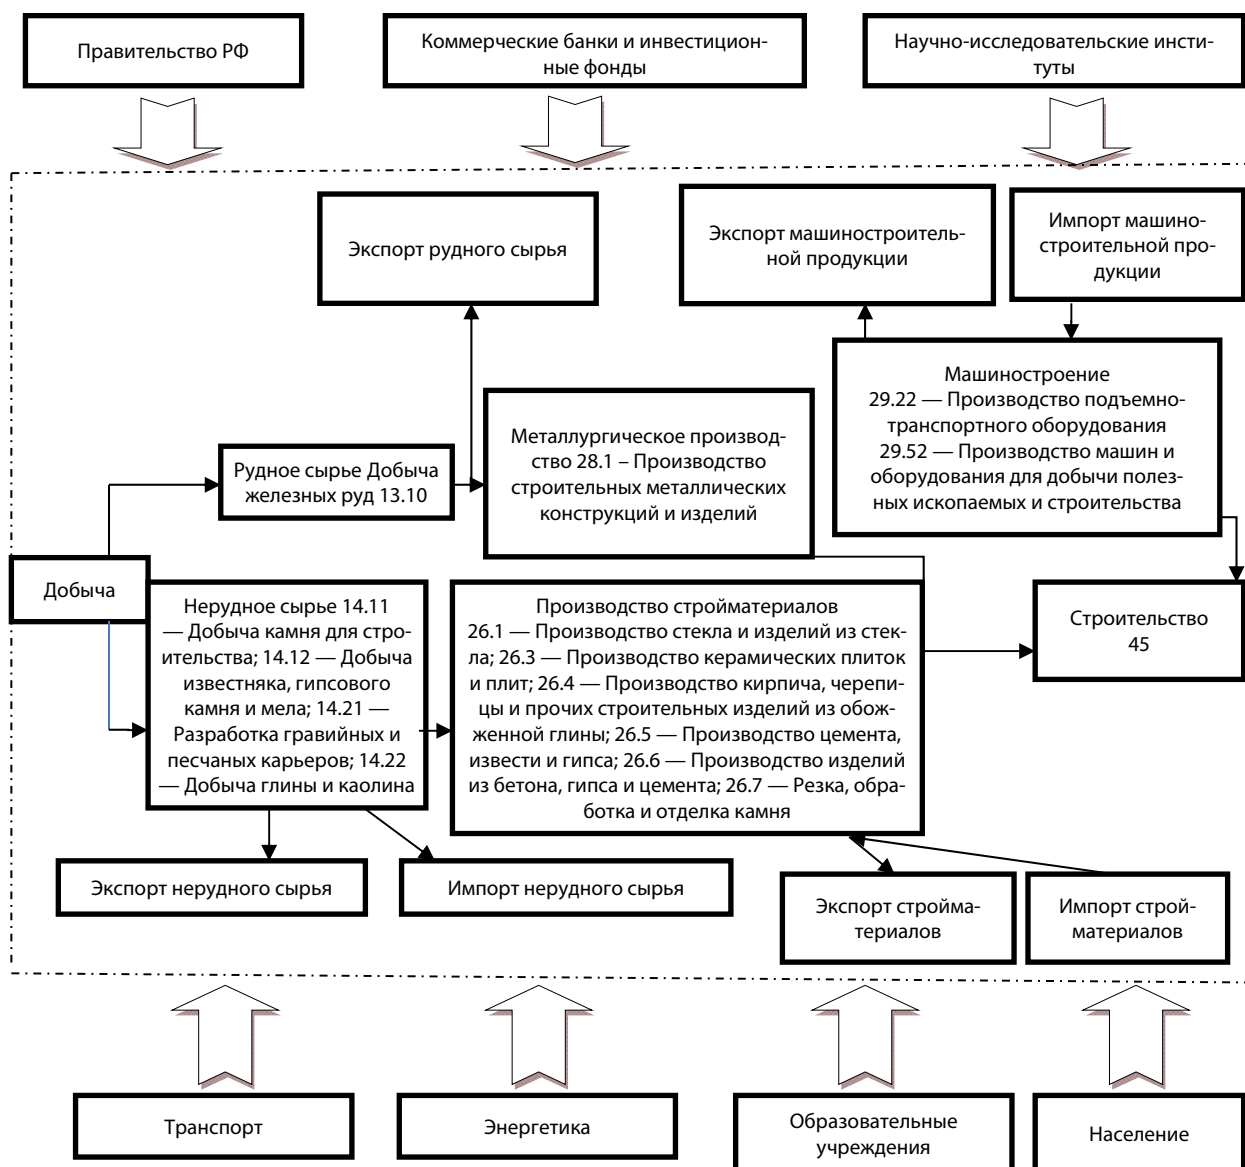 Правительство РФ
Коммерческие банки и инвестицион-
ные фонды
Научно-исследовательские инсти-
туты
Экспорт рудного сырья
Экспорт машиностроитель-
ной продукции
Импорт машино-
строительной про-
дукции
Машиностроение
29.22 — Производство подъемно-
транспортного оборудования
29.52 — Производство машин и
оборудования для добычи полез-
ных ископаемых и строительства
Металлургическое производ-
ство 28.1 – Производство
строительных металлических
конструкций и изделий
Рудное сырье Добыча
железных руд 13.10
Добыча
Нерудное сырье 14.11
— Добыча камня для стро-
ительства; 14.12 — Добыча
известняка, гипсового
камня и мела; 14.21 —
Разработка гравийных и
песчаных карьеров; 14.22
— Добыча глины и каолина
Производство стройматериалов
26.1 — Производство стекла и изделий из стек-
ла; 26.3 — Производство керамических плиток
и плит; 26.4 — Производство кирпича, черепи-
цы и прочих строительных изделий из обож-
женной глины; 26.5 — Производство цемента,
извести и гипса; 26.6 — Производство изделий
из бетона, гипса и цемента; 26.7 — Резка, обра-
ботка и отделка камня
Строительство
45
Экспорт нерудного сырья
Импорт нерудного сырья
Экспорт стройма-
териалов
Импорт строй-
материалов
Транспорт
Энергетика
Образовательные
учреждения
Население